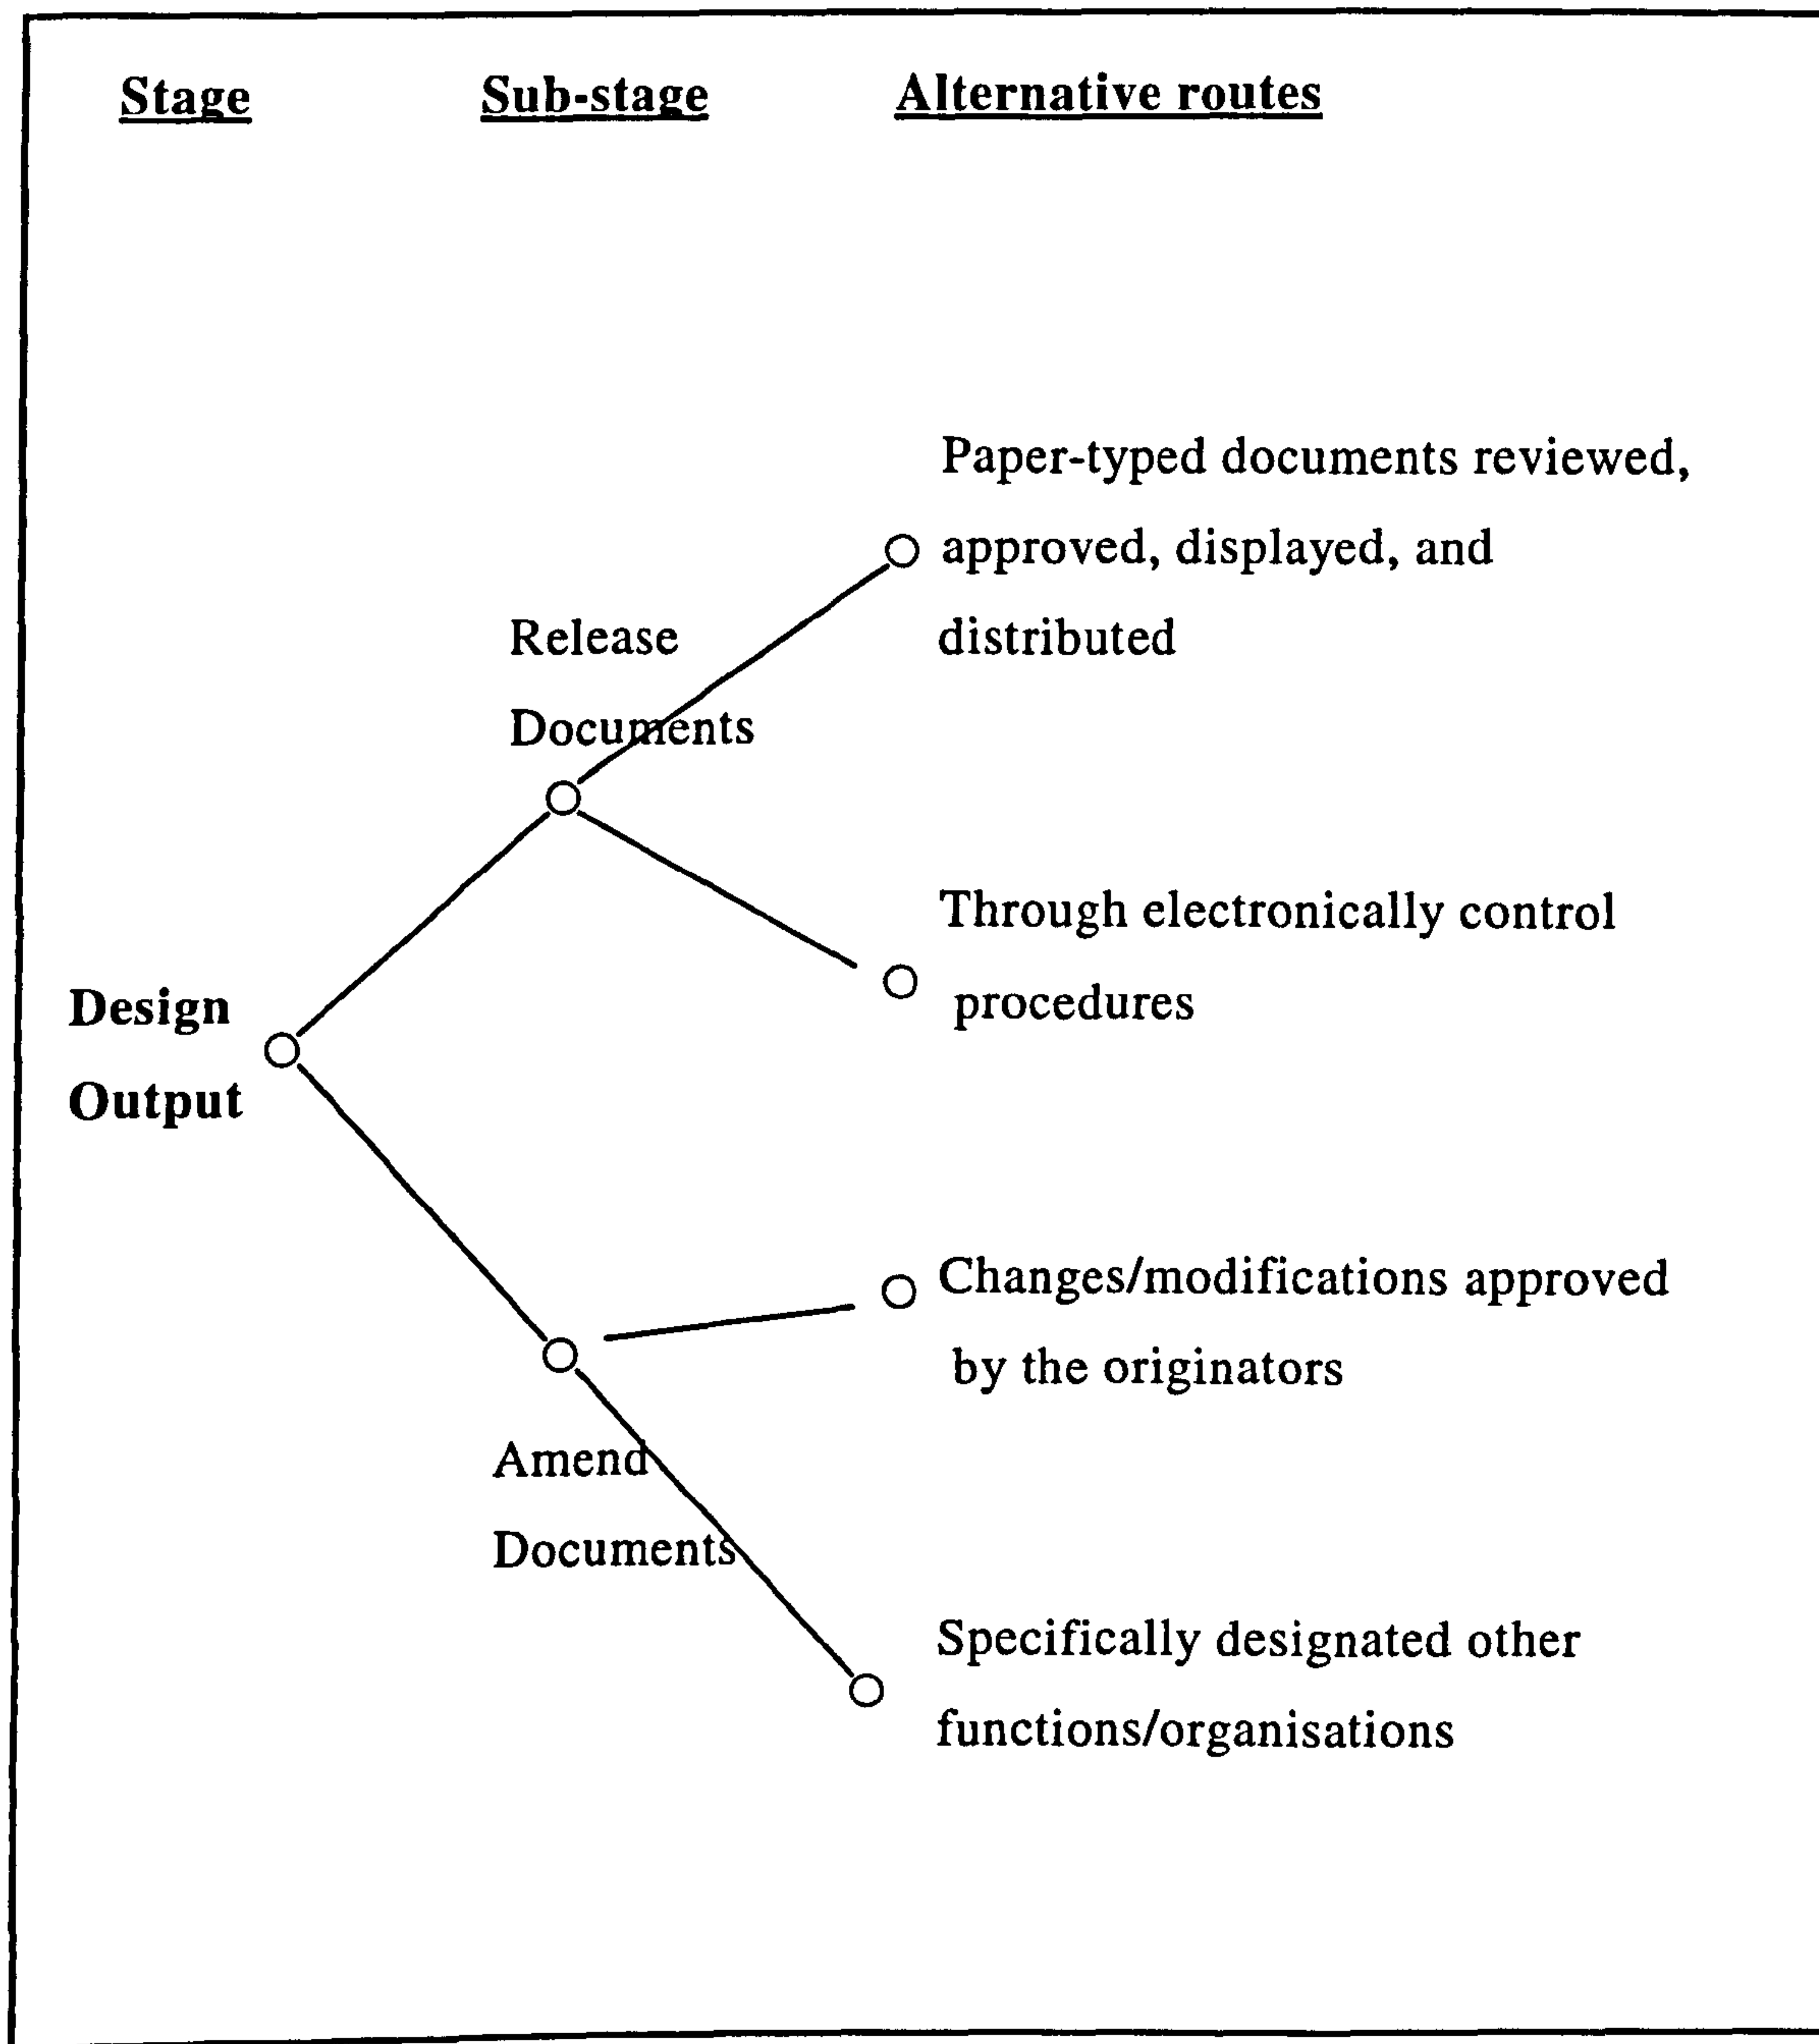 Stage Sub-stage Alternative routes
Paper-typed documents reviewed,
approved, displayed, and
distributed
Release
Documents
Through electronically control
procedures
Design
Output
Changes/modifications approved
by the originators
Amend
Documents
Specifically designated other
functions/organisations